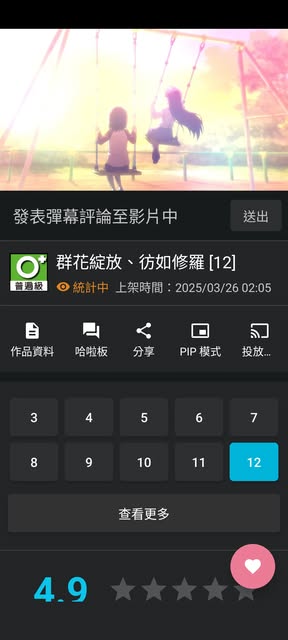 發表彈幕評論至影片中
送出
0+
普遍級
群花綻放、彷如修羅 [12]
統計中 上架時間：2025/03/26 02:05
作品資料 哈啦板 分享 PIP 模式 投放...
3 4 5 6 7
8 9 10 11 12
查看更多
4.9